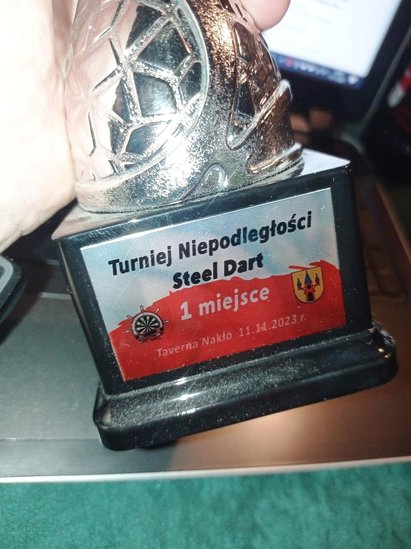 Turniej Niepodległości
Steel Dart
1 miejsce
Taverna Nakło 11.11.2023 r.